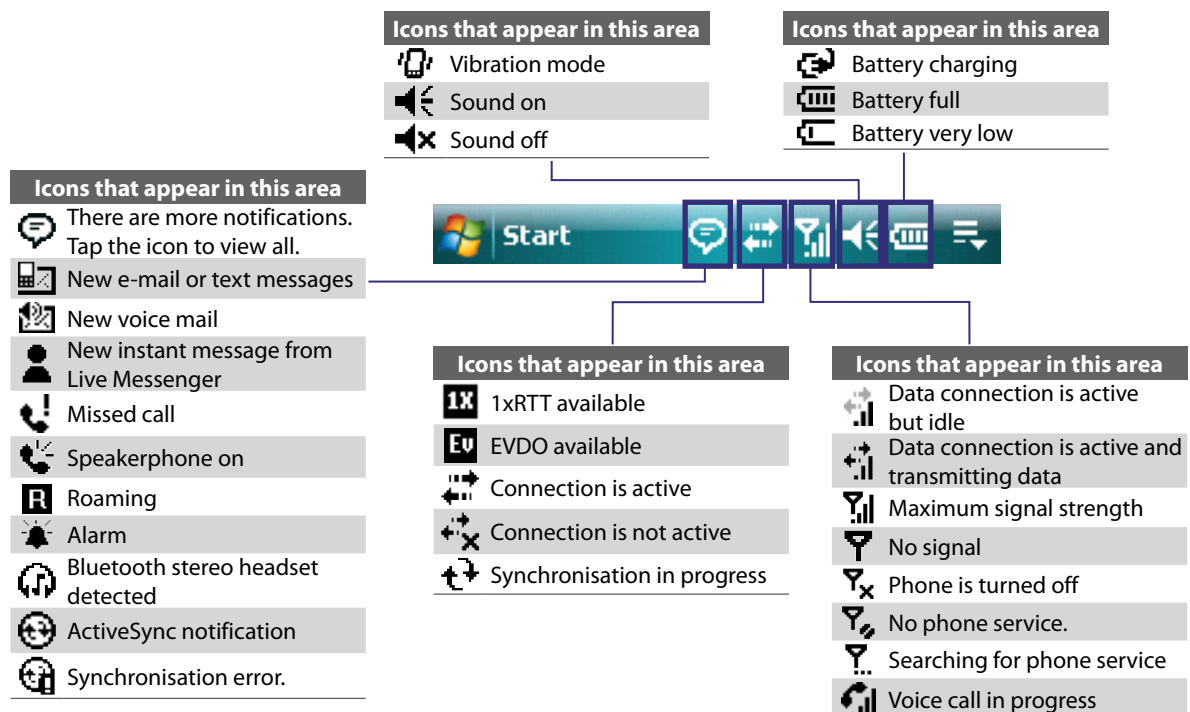 Icons that appear in this area
Vibration mode
Sound on
Sound off
Icons that appear in this area
Battery charging
Battery full
Battery very low
Icons that appear in this area
There are more notifications.
Tap the icon to view all.
New e-mail or text messages
New voice mail
New instant message from
Live Messenger
Missed call
Speakerphone on
R Roaming
Alarm
Bluetooth stereo headset
detected
ActiveSync notification
Synchronisation error.
Start
Icons that appear in this area
1X 1xRTT available
Ev EVDO available
Connection is active
Connection is not active
Synchronisation in progress
Icons that appear in this area
Data connection is active
but idle
Data connection is active and
transmitting data
Maximum signal strength
No signal
Phone is turned off
No phone service.
Searching for phone service
Voice call in progress